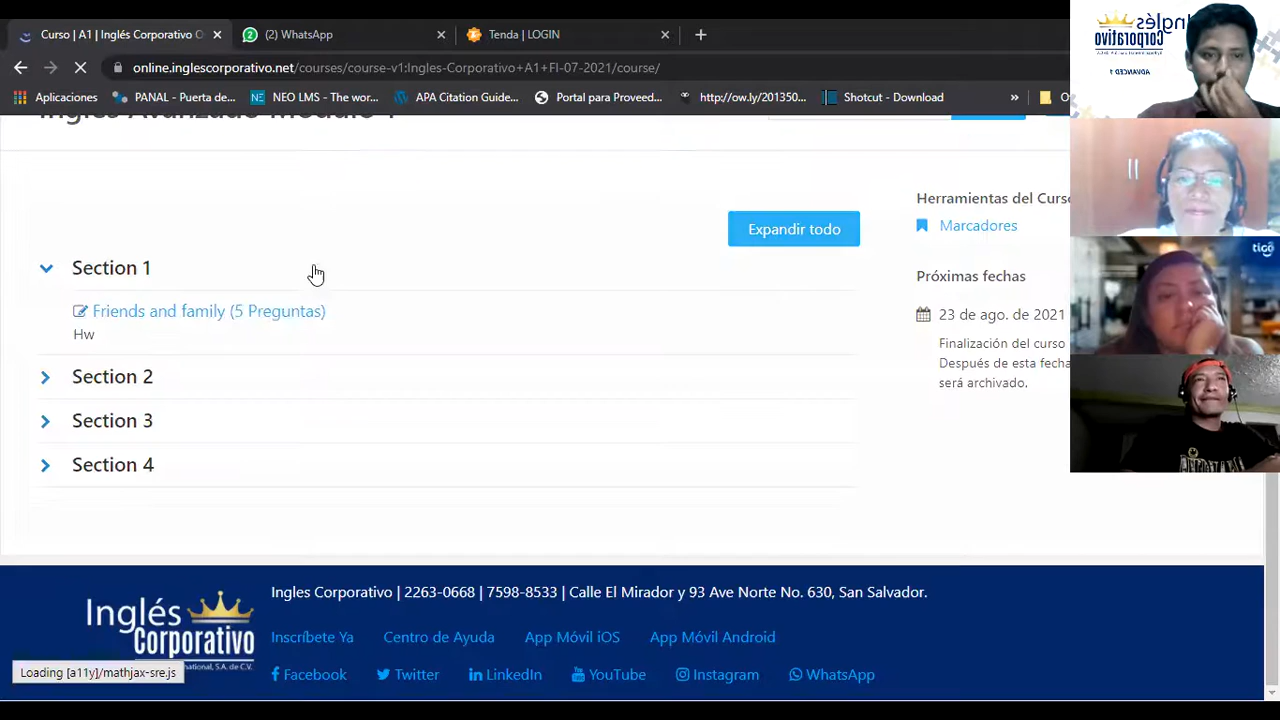 Curso | A1 | Inglés Corporativo O
(2) WhatsApp
Tenda | LOGIN
online.inglescorporativo.net/courses/course-v1:Ingles-Corporativo+A1+FI-07-2021/course/
Aplicaciones
PANAL - Puerta de...
NEO LMS - The wor...
APA Citation Guide...
Portal para Proveed...
http://ow.ly/201350...
Shotcut - Download
»
Expandir todo
Section 1
Friends and family (5 Preguntas)
Hw
Section 2
Section 3
Section 4
Herramientas del Curso
Marcadores
Próximas fechas
23 de ago. de 2021
Finalización del curso
Después de esta fecha
será archivado.
Inglés
Corporativo
ADVANCED 1
tigo
Inglés
Corporativo
national, S.A. de C.V.
Ingles Corporativo | 2263-0668 | 7598-8533 | Calle El Mirador y 93 Ave Norte No. 630, San Salvador.
Inscríbete Ya
Centro de Ayuda
App Móvil iOS
App Móvil Android
Facebook
Twitter
LinkedIn
YouTube
Instagram
WhatsApp
Loading [a11y]/mathjax-sre.js